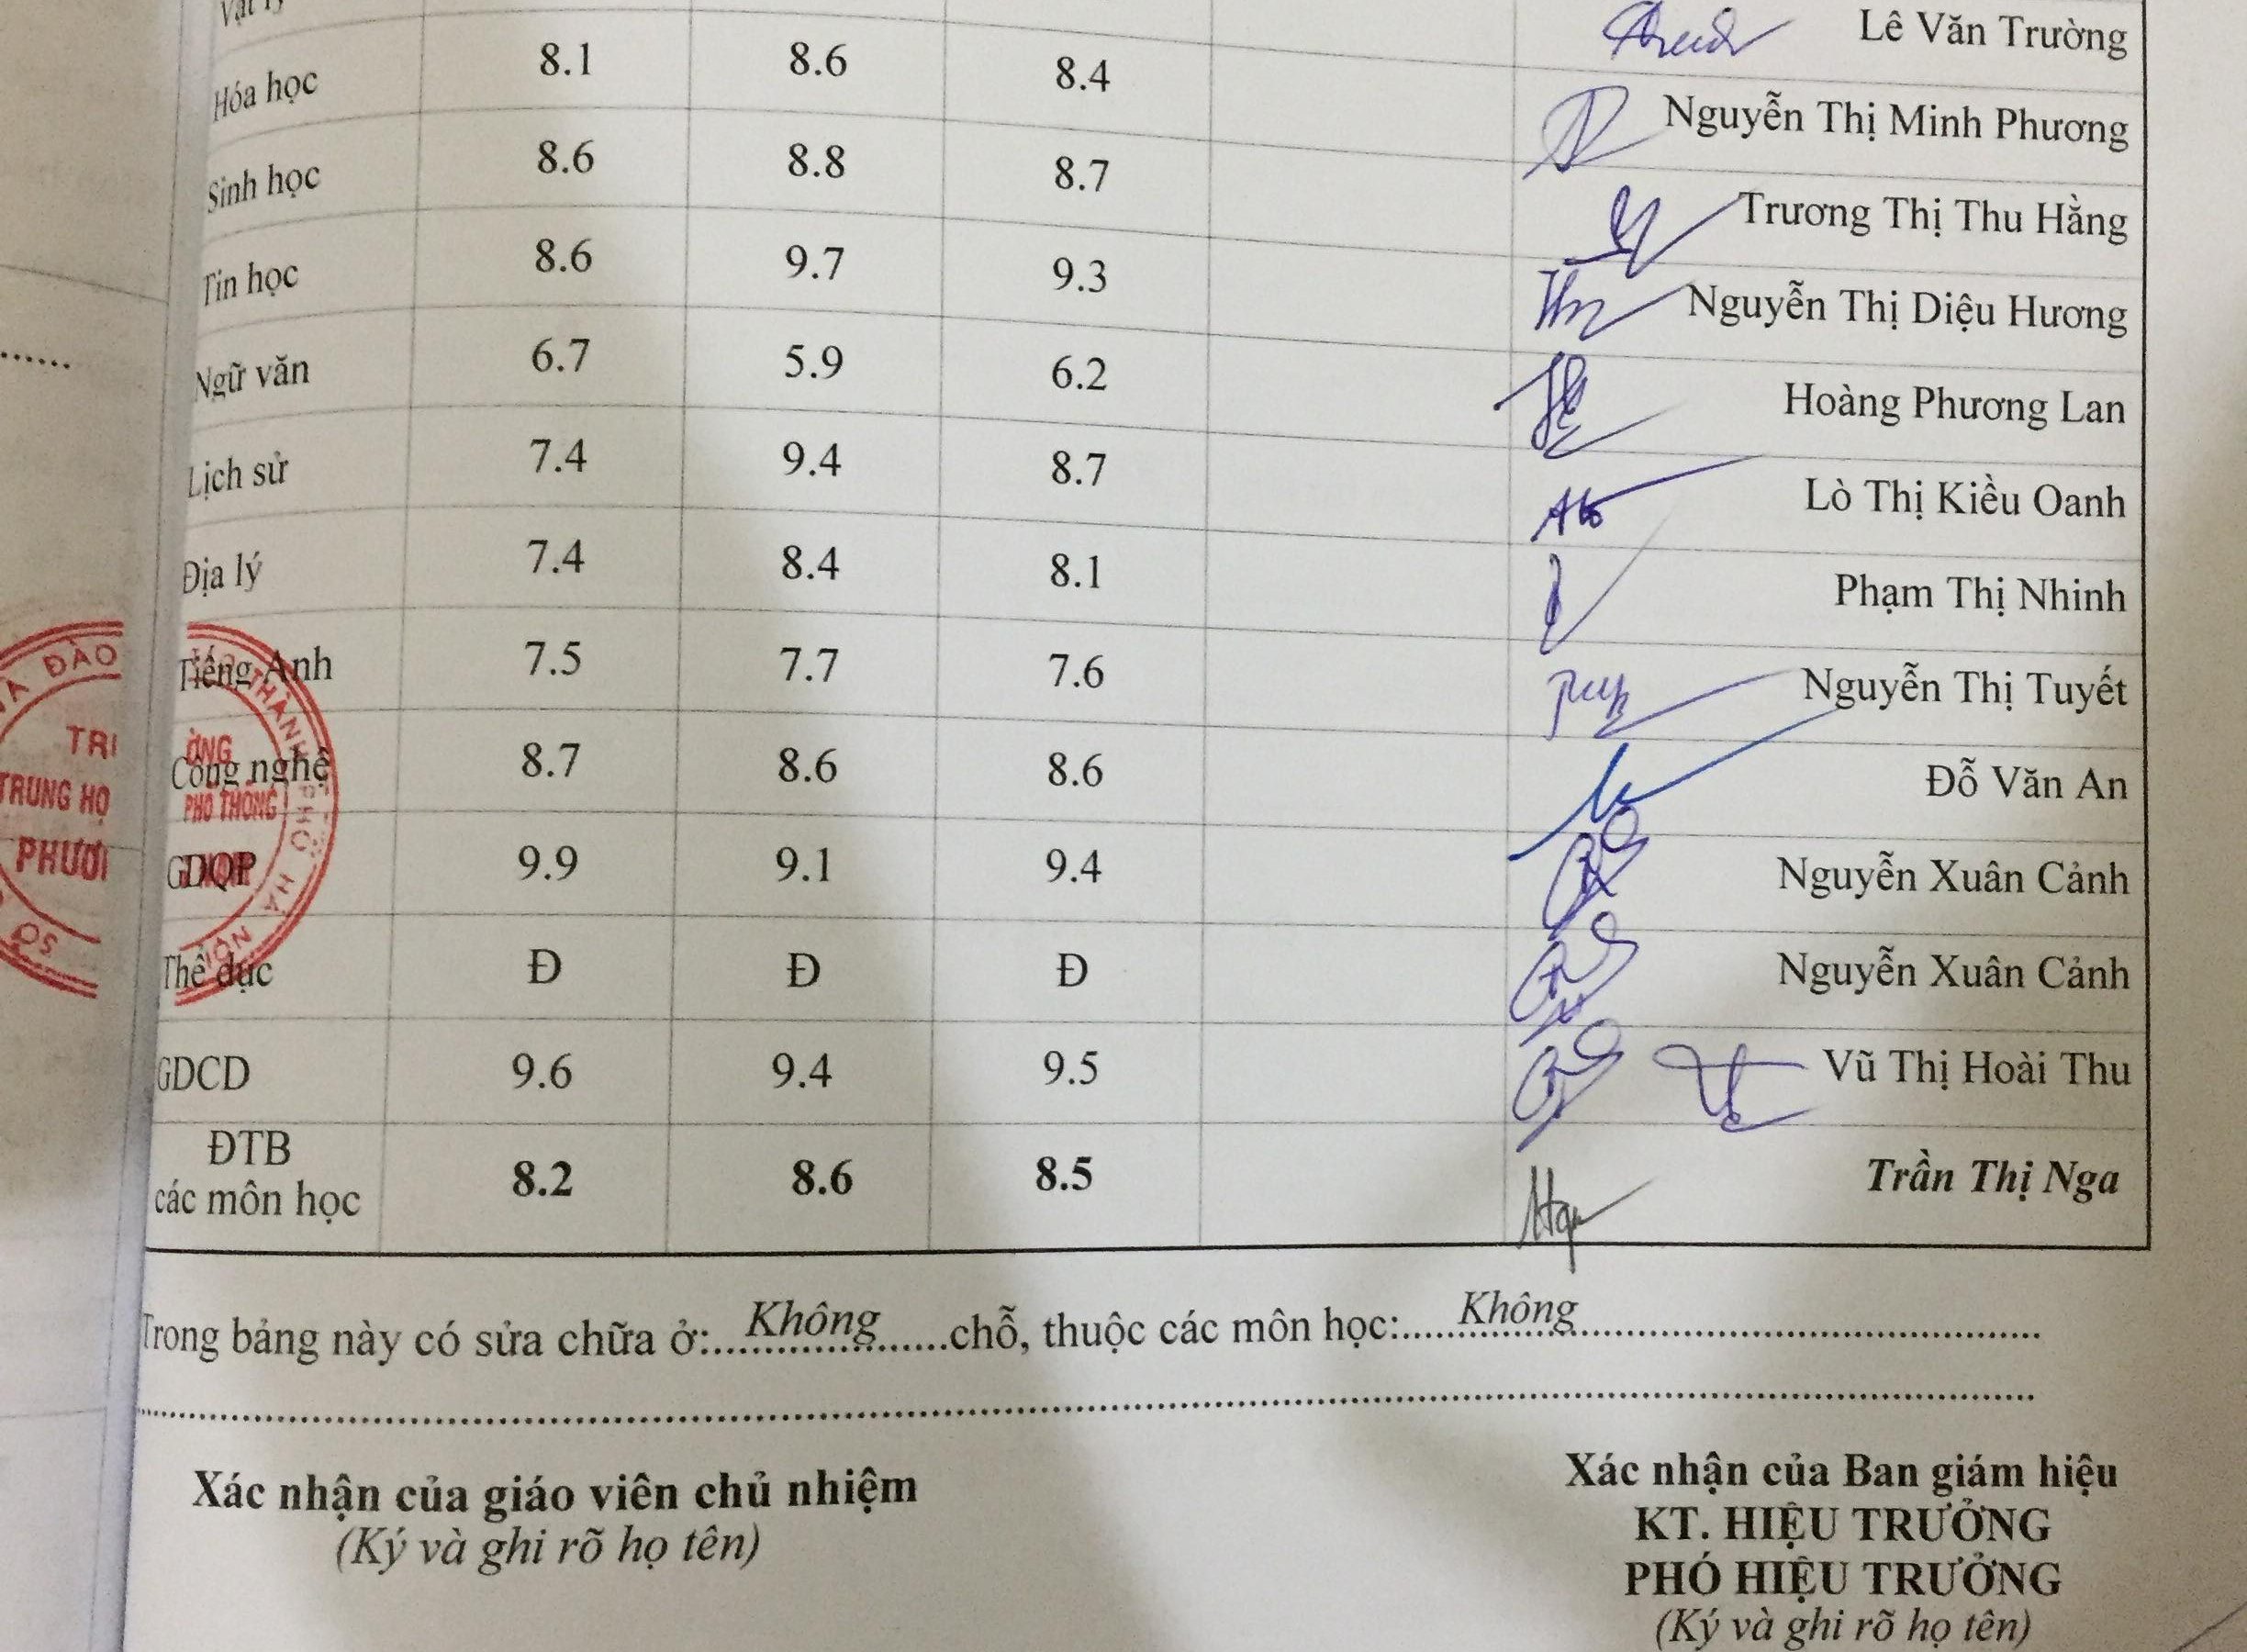 Vật lý
Lê Văn Trường
Hóa học 8.1 8.6 8.4 Nguyễn Thị Minh Phương
Sinh học 8.6 8.8 8.7 Trương Thị Thu Hằng
Tin học 8.6 9.7 9.3 Nguyễn Thị Diệu Hương
Ngữ văn 6.7 5.9 6.2 Hoàng Phương Lan
Lịch sử 7.4 9.4 8.7 Lò Thị Kiều Oanh
Địa lý 7.4 8.4 8.1 Phạm Thị Nhinh
Tiếng Anh 7.5 7.7 7.6 Nguyễn Thị Tuyết
Công nghệ 8.7 8.6 8.6 Đỗ Văn An
GDQP 9.9 9.1 9.4 Nguyễn Xuân Cảnh
Thể dục Đ Đ Đ Nguyễn Xuân Cảnh
GDCD 9.6 9.4 9.5 Vũ Thị Hoài Thu
ĐTB
các môn học 8.2 8.6 8.5 Trần Thị Nga
Trong bảng này có sửa chữa ở:......Không......chỗ, thuộc các môn học:......Không......
Xác nhận của giáo viên chủ nhiệm
(Ký và ghi rõ họ tên)
Xác nhận của Ban giám hiệu
KT. HIỆU TRƯỞNG
PHÓ HIỆU TRƯỞNG
(Ký và ghi rõ họ tên)
VÀ ĐÀO
THÀNH PHỐ HÀ NỘI
SỞ
TRƯ
ỜNG
TRUNG HỌ
PHỔ THÔNG
PHƯƠ